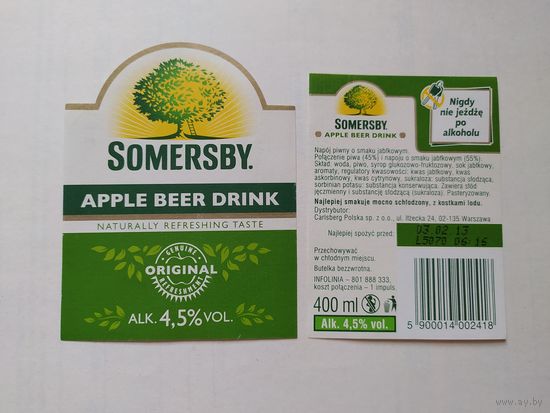 SOMERSBY.
APPLE BEER DRINK
NATURALLY REFRESHING TASTE
GENUINE
ORIGINAL
REFRESHMENT
ALK. 4,5% VOL.
SOMERSBY.
APPLE BEER DRINK
Nigdy
nie jeżdżę
po
alkoholu
Napój piwny o smaku jabłkowym.
Połączenie piwa (45%) i napoju o smaku jabłkowym (55%).
Skład: woda, piwo, syrop glukozowo-fruktozowy, sok jabłkowy,
aromaty, regulatory kwasowości: kwas jabłkowy, kwas
askorbinowy, kwas cytrynowy, sukraloza: substancja słodząca,
sorbinian potasu: substancja konserwująca. Zawiera słód
jęczmienny i substancję słodzącą (sukraloza). Pasteryzowany.
Najlepiej smakuje mocno schłodzony, z kostkami lodu.
Dystrybutor:
Carlsberg Polska sp. z o.o., ul. Iłżecka 24, 02-135 Warszawa
Najlepiej spożyć przed:
03.02.13
L5070 06:16
Przechowywać
w chłodnym miejscu.
Butelka bezzwrotna.
INFOLINIA – 801 888 333,
koszt połączenia – 1 impuls
400 ml
Alk. 4,5% vol.
5 900014 002418
www.ay.by